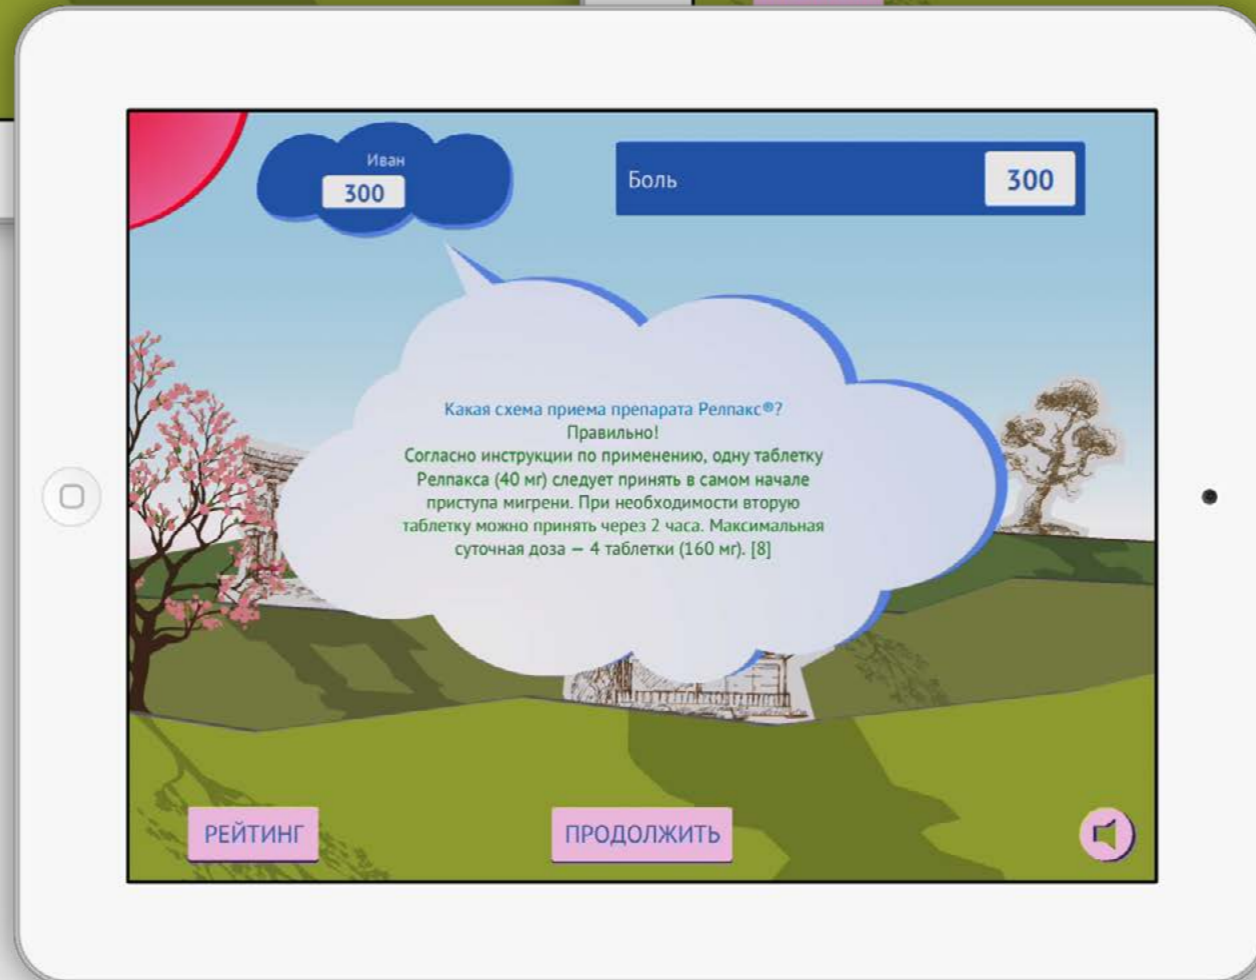 Иван
300
Боль
300
Какая схема приема препарата Релпакс®?
Правильно!
Согласно инструкции по применению, одну таблетку
Релпакса (40 мг) следует принять в самом начале
приступа мигрени. При необходимости вторую
таблетку можно принять через 2 часа. Максимальная
суточная доза — 4 таблетки (160 мг). [8]
РЕЙТИНГ
ПРОДОЛЖИТЬ